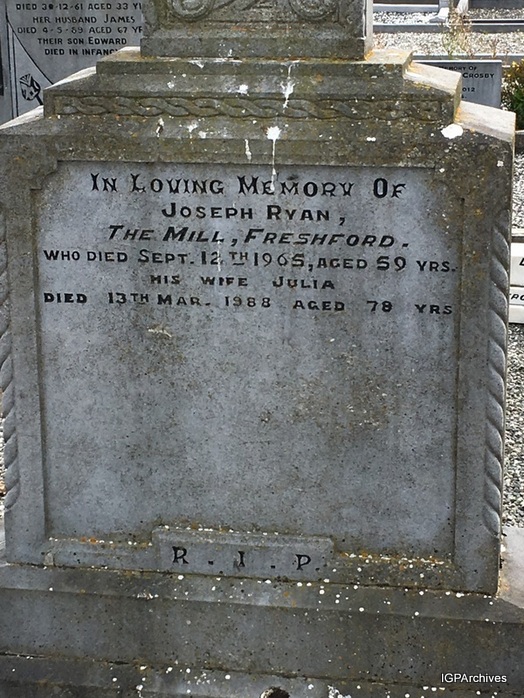 DIED 30-12-61 AGED 33 Y
HER HUSBAND JAMES
DIED 4-5-69 AGED 67 Y
THEIR SON EDWARD
DIED IN INFANC
CROSBY
IN LOVING MEMORY OF
JOSEPH RYAN,
THE MILL, FRESHFORD.
WHO DIED SEPT. 12TH 1965, AGED 59 YRS.
HIS WIFE JULIA
DIED 13TH MAR. 1988 AGED 78 YRS
R. I. P.
IGPArchives